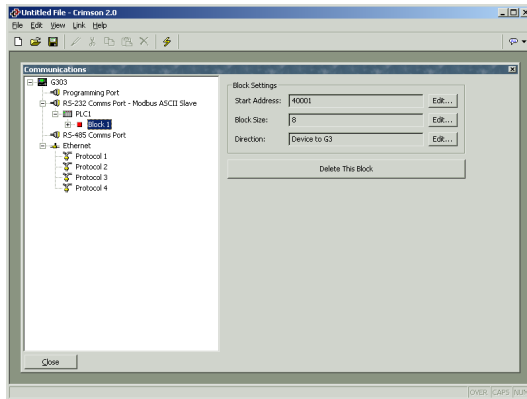 Untitled File - Crimson 2.0
File Edit View Link Help
Communications
G303
Programming Port
RS-232 Comms Port - Modbus ASCII Slave
PLC1
Block 1
RS-485 Comms Port
Ethernet
Protocol 1
Protocol 2
Protocol 3
Protocol 4
Block Settings
Start Address: 40001 Edit...
Block Size: 8 Edit...
Direction: Device to G3 Edit...
Delete This Block
Close
OVER CAPS NUM